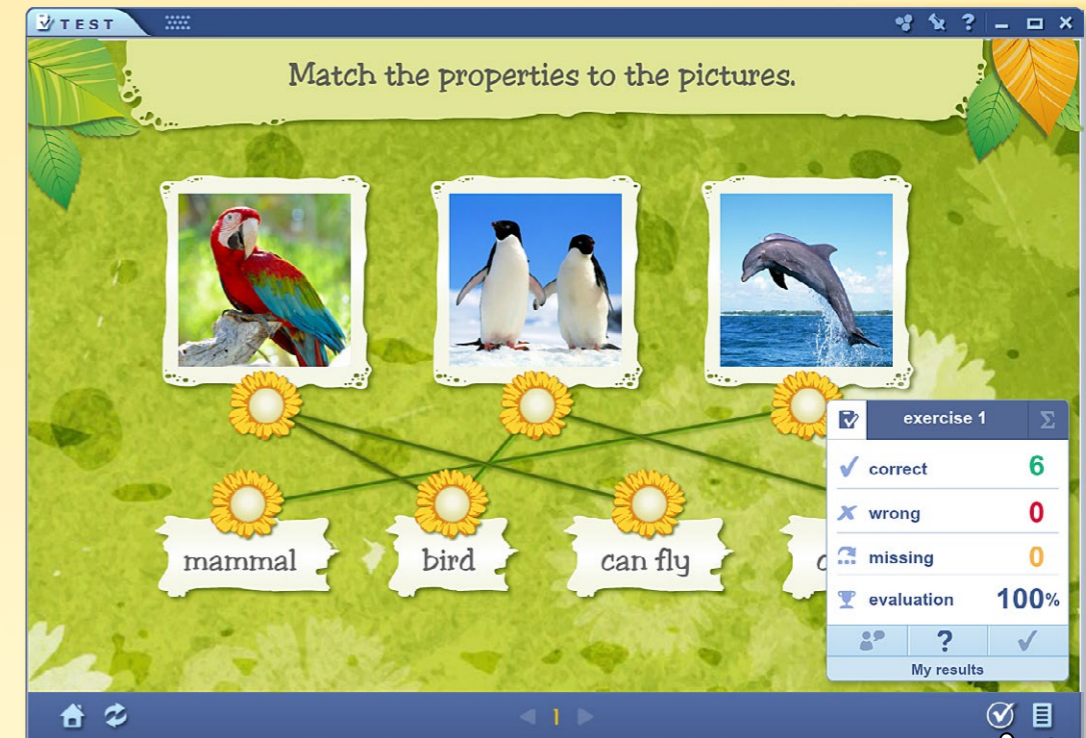 TEST
?
Match the properties to the pictures.
mammal
bird
can fly
exercise 1
Σ
correct
6
wrong
0
missing
0
evaluation
100%
?
My results
1